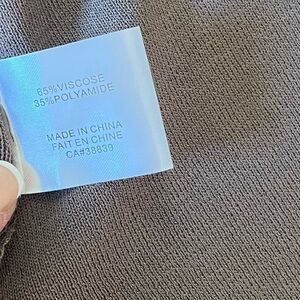 65%VISCOSE
35%POLYAMIDE
MADE IN CHINA
FAIT EN CHINE
CA#38839